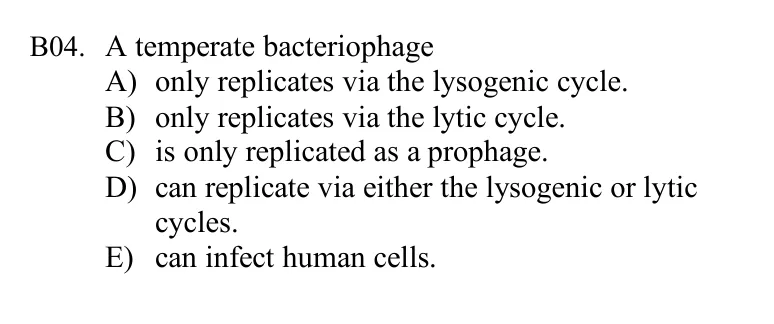 B04. A temperate bacteriophage
A) only replicates via the lysogenic cycle.
B) only replicates via the lytic cycle.
C) is only replicated as a prophage.
D) can replicate via either the lysogenic or lytic
cycles.
E) can infect human cells.